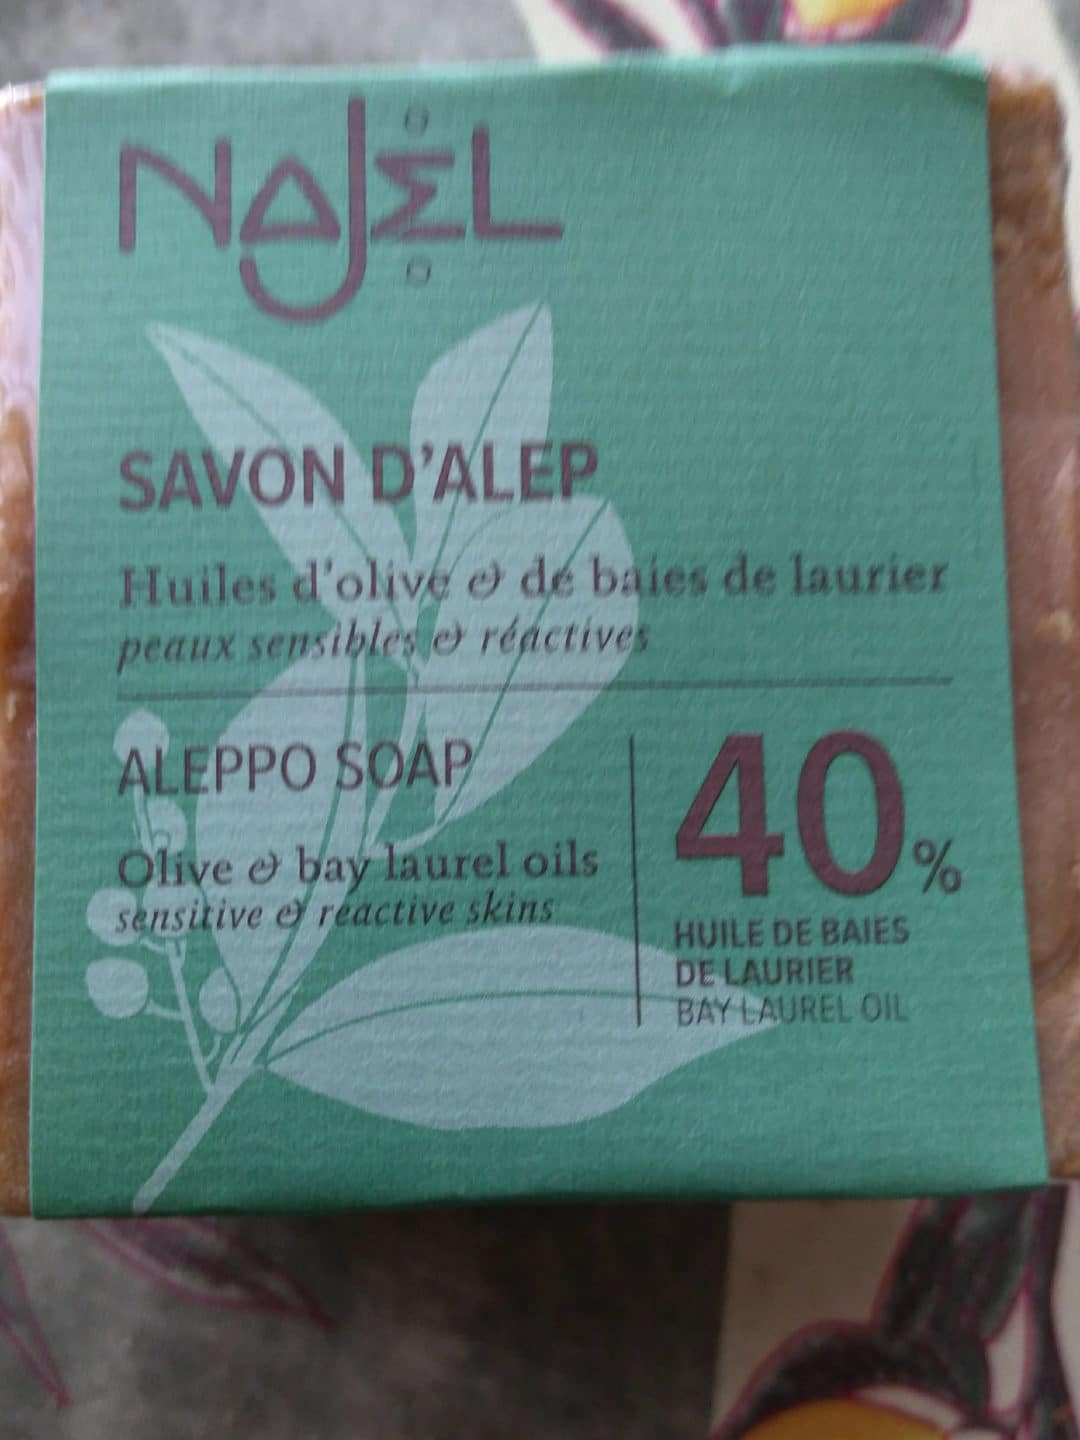 NAJEL
SAVON D'ALEP
Huiles d'olive & de baies de laurier
peaux sensibles & réactives
ALEPPO SOAP
Olive & bay laurel oils
sensitive & reactive skins
40%
HUILE DE BAIES
DE LAURIER
BAY LAUREL OIL